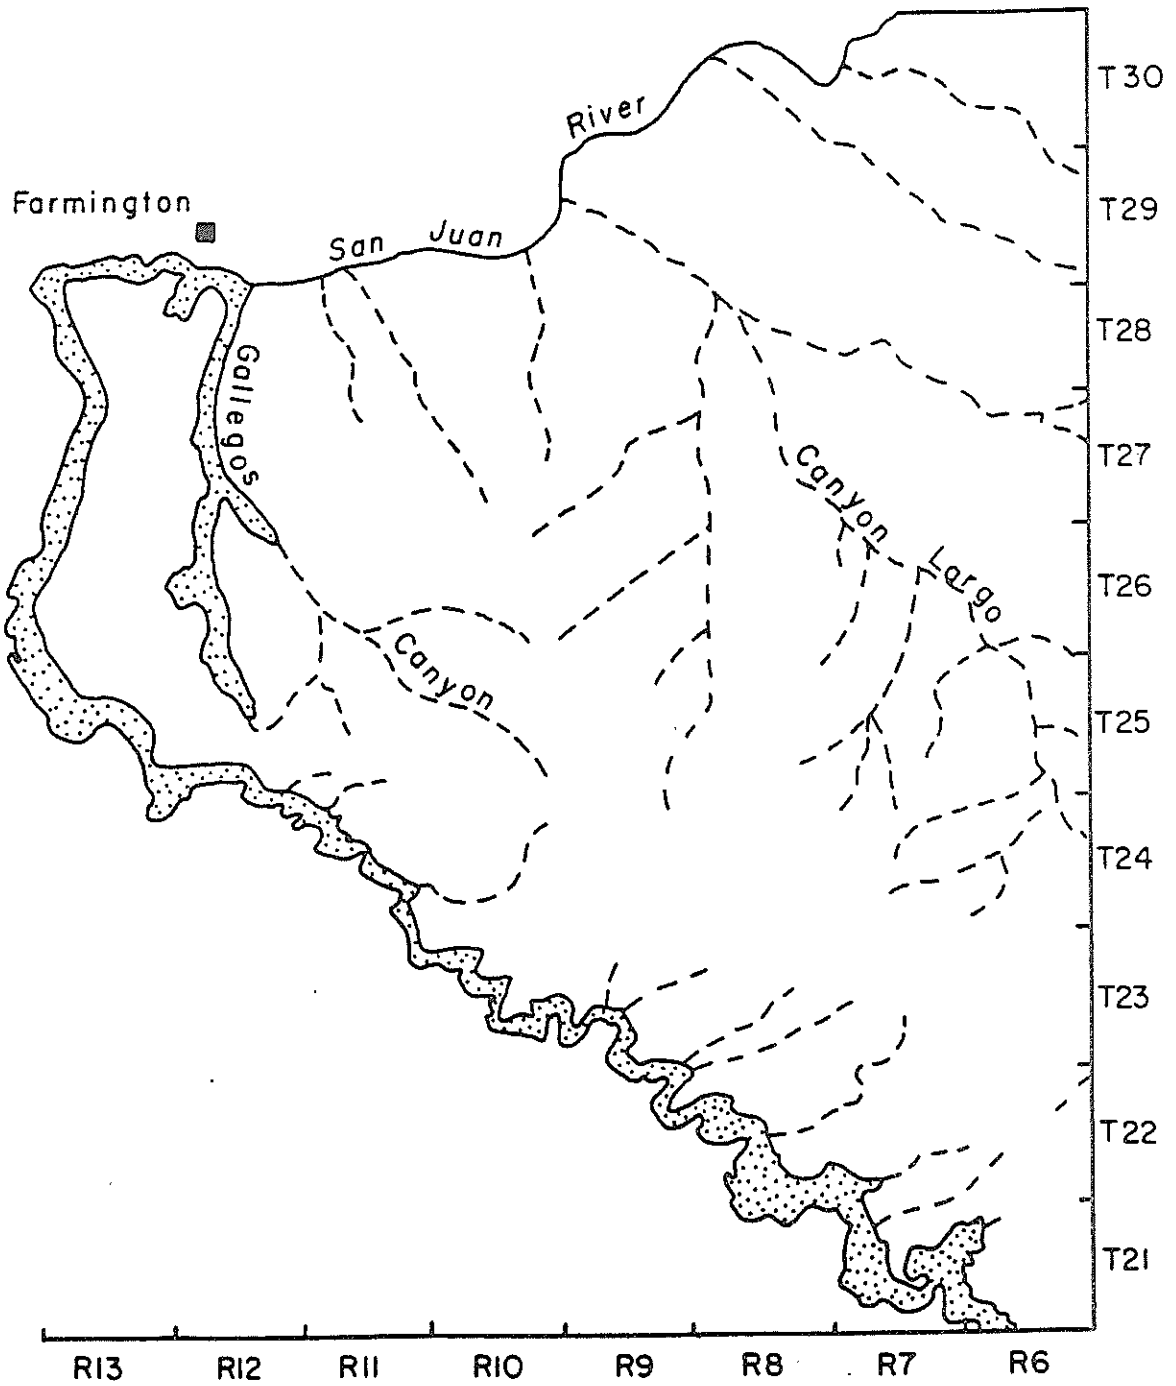 T30
River
Farmington
T29
San Juan
T28
Gallegos
T27
Canyon
Largo
T26
Canyon
T25
T24
T23
T22
T21
R13 R12 R11 R10 R9 R8 R7 R6